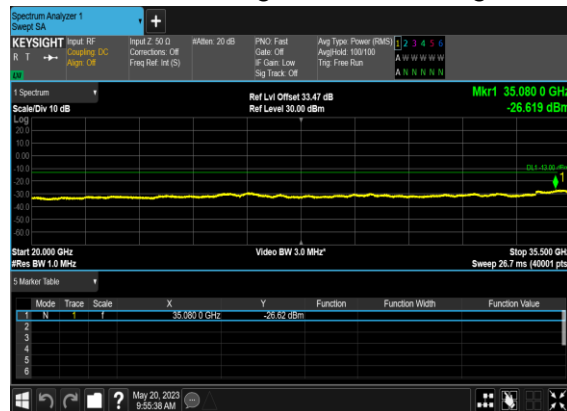 Spectrum Analyzer 1
Swept SA
KEYSIGHT Input: RF Input Z: 50 Ω #Atten: 20 dB PNO: Fast Avg Type: Power (RMS) 1 2 3 4 5 6
R T Coupling: DC Corrections: Off Gate: Off Avg|Hold: 100/100 A W W W W W
Align: Off Freq Ref: Int (S) IF Gain: Low Trig: Free Run
Sig Track: Off A N N N N N
1 Spectrum Ref Lvl Offset 33.47 dB Mkr1 35.080 0 GHz
Scale/Div 10 dB Ref Level 30.00 dBm -26.619 dBm
Log
20.0
10.0
0.00
-10.0 DL1 -13.00 dBm
-20.0 1
-30.0
-40.0
-50.0
-60.0
Start 20.000 GHz Video BW 3.0 MHz* Stop 35.500 GHz
#Res BW 1.0 MHz Sweep 26.7 ms (40001 pts)
5 Marker Table
Mode Trace Scale X Y Function Function Width Function Value
1 N 1 f 35.080 0 GHz -26.62 dBm
2
3
4
5
6
? May 20, 2023
9:55:38 AM